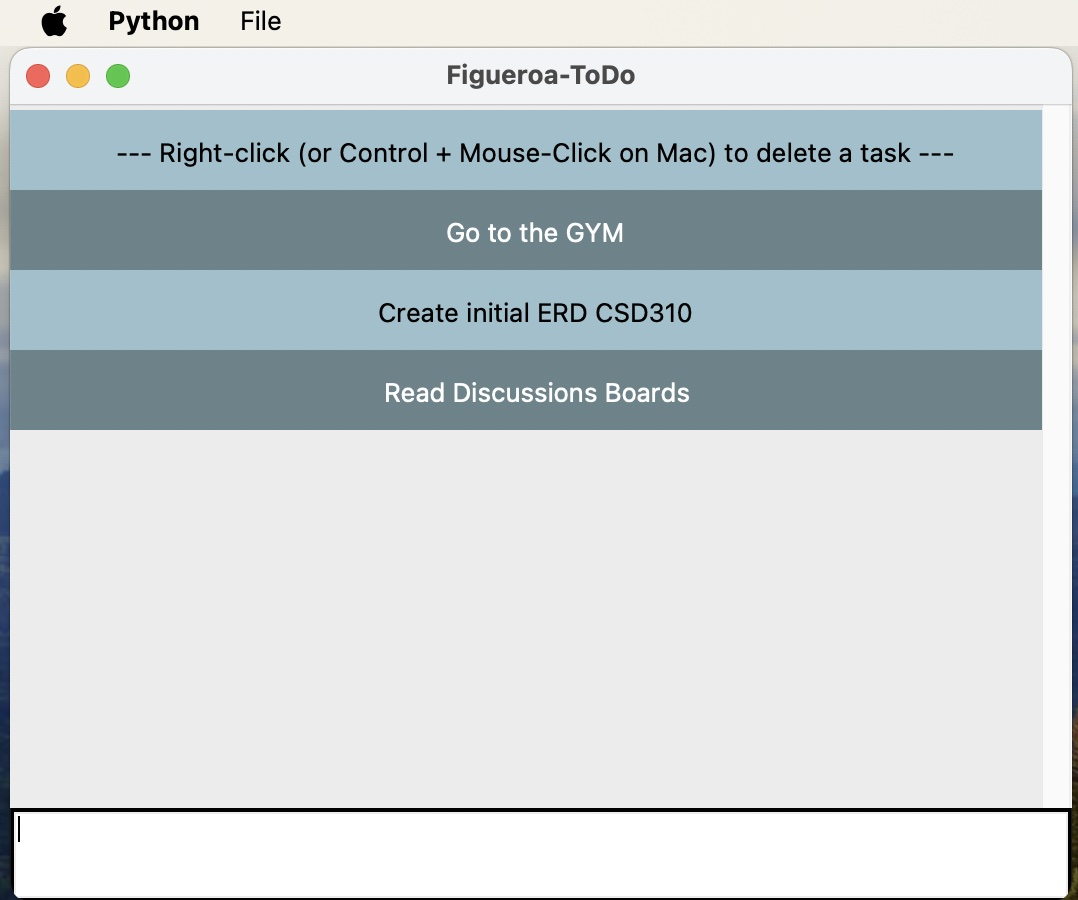 Python File
Figueroa-ToDo
--- Right-click (or Control + Mouse-Click on Mac) to delete a task ---
Go to the GYM
Create initial ERD CSD310
Read Discussions Boards